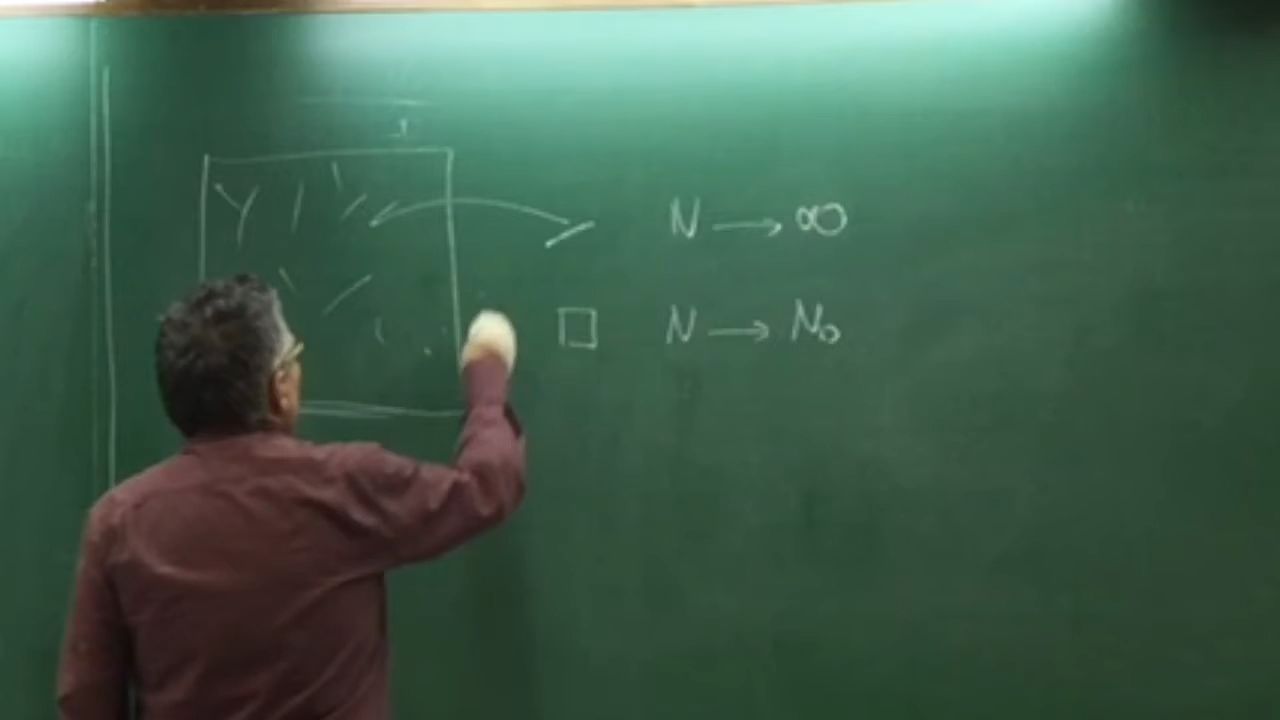 N → ∞
□ N → N₀